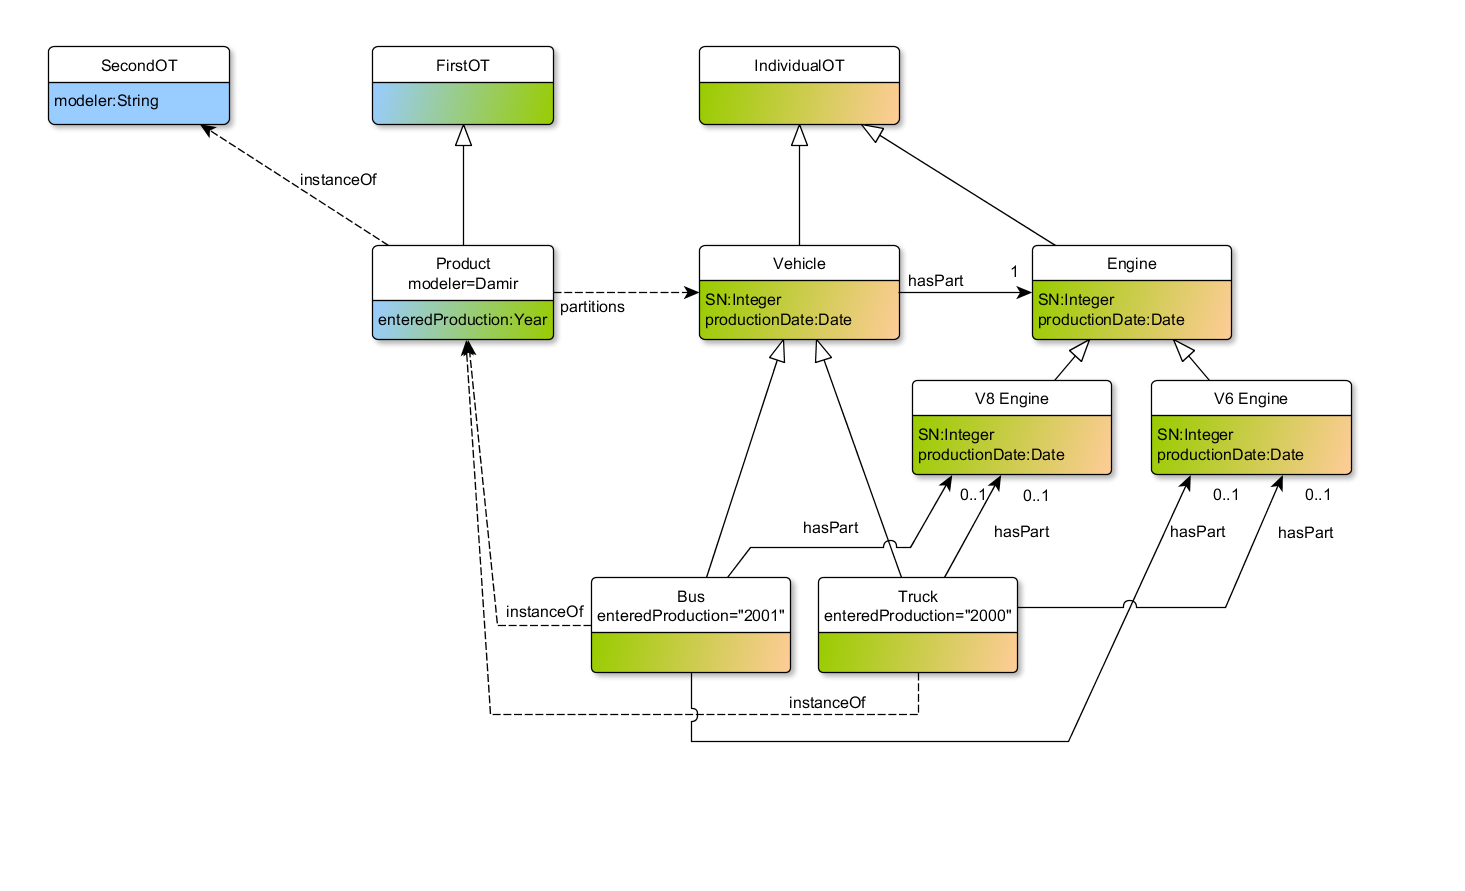 SecondOT
modeler:String
FirstOT
IndividualOT
instanceOf
Product
modeler=Damir
enteredProduction:Year
partitions
Vehicle
SN:Integer
productionDate:Date
hasPart
1
Engine
SN:Integer
productionDate:Date
V8 Engine
SN:Integer
productionDate:Date
V6 Engine
SN:Integer
productionDate:Date
0..1
0..1
0..1
0..1
hasPart
hasPart
hasPart
hasPart
instanceOf
Bus
enteredProduction="2001"
Truck
enteredProduction="2000"
instanceOf